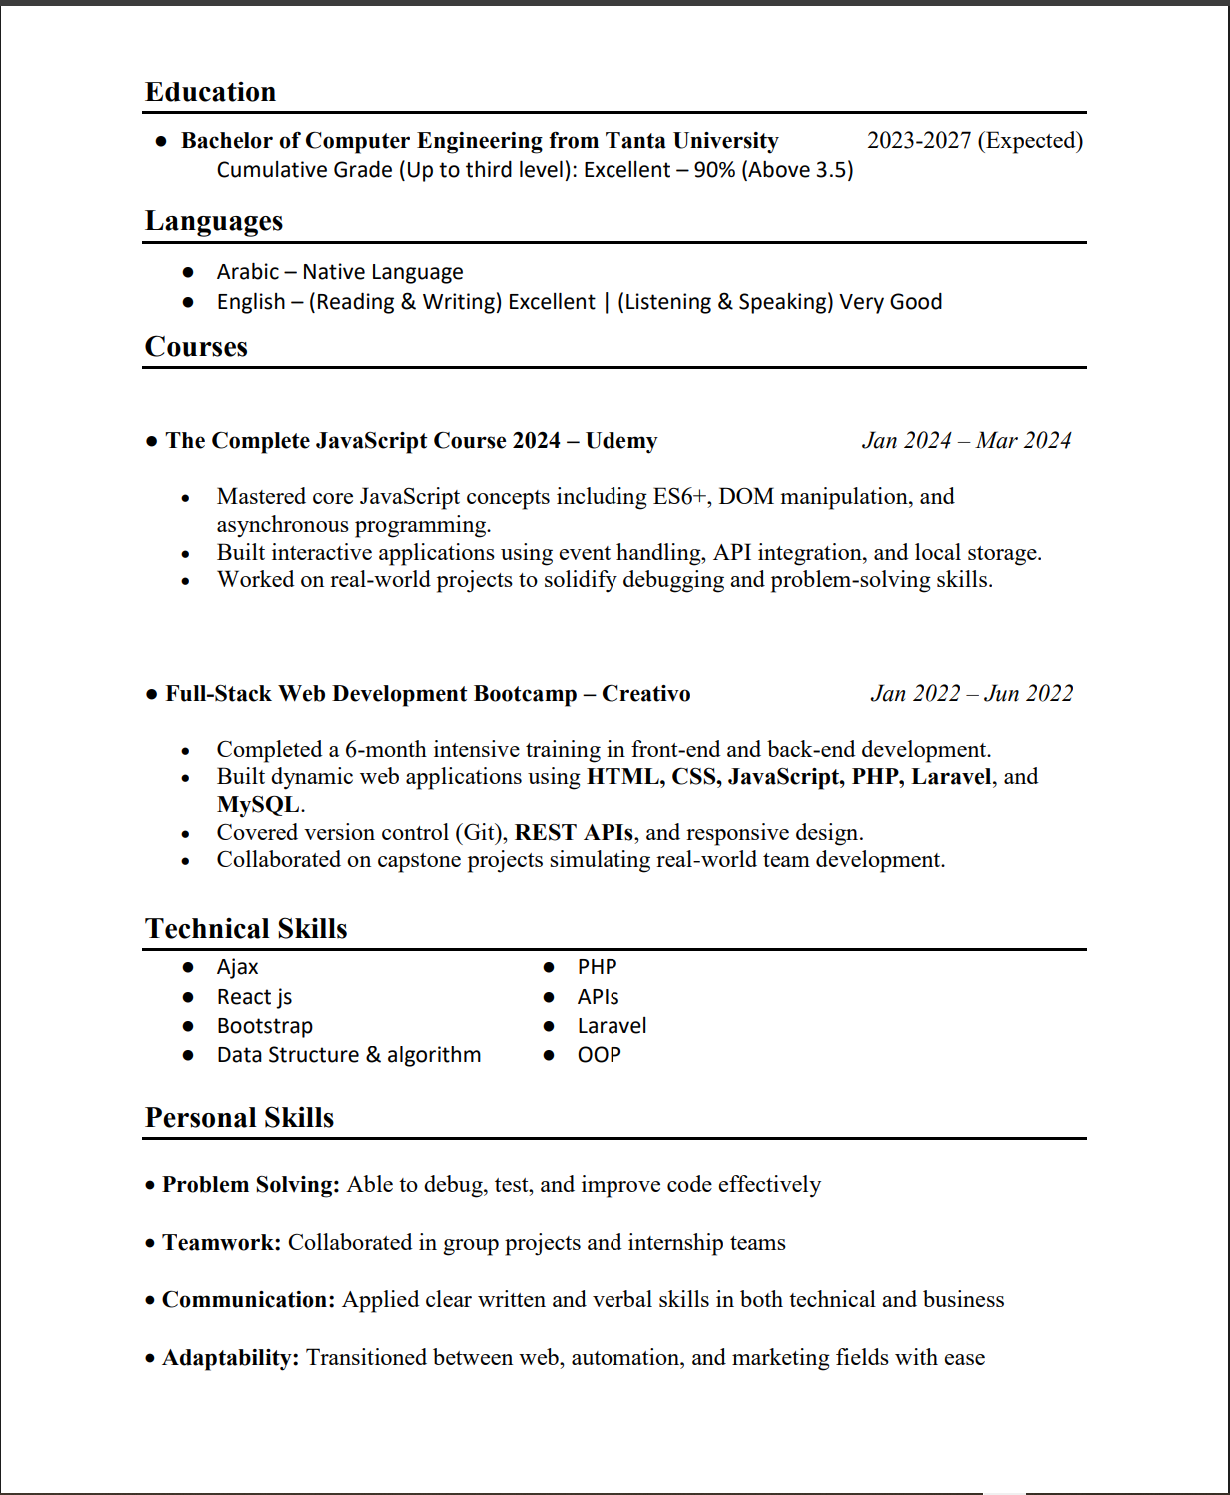 Education
● Bachelor of Computer Engineering from Tanta University 2023-2027 (Expected)
Cumulative Grade (Up to third level): Excellent – 90% (Above 3.5)
Languages
● Arabic – Native Language
● English – (Reading & Writing) Excellent | (Listening & Speaking) Very Good
Courses
● The Complete JavaScript Course 2024 – Udemy Jan 2024 – Mar 2024
• Mastered core JavaScript concepts including ES6+, DOM manipulation, and
asynchronous programming.
• Built interactive applications using event handling, API integration, and local storage.
• Worked on real-world projects to solidify debugging and problem-solving skills.
● Full-Stack Web Development Bootcamp – Creativo Jan 2022 – Jun 2022
• Completed a 6-month intensive training in front-end and back-end development.
• Built dynamic web applications using HTML, CSS, JavaScript, PHP, Laravel, and
MySQL.
• Covered version control (Git), REST APIs, and responsive design.
• Collaborated on capstone projects simulating real-world team development.
Technical Skills
● Ajax ● PHP
● React js ● APIs
● Bootstrap ● Laravel
● Data Structure & algorithm ● OOP
Personal Skills
• Problem Solving: Able to debug, test, and improve code effectively
• Teamwork: Collaborated in group projects and internship teams
• Communication: Applied clear written and verbal skills in both technical and business
• Adaptability: Transitioned between web, automation, and marketing fields with ease